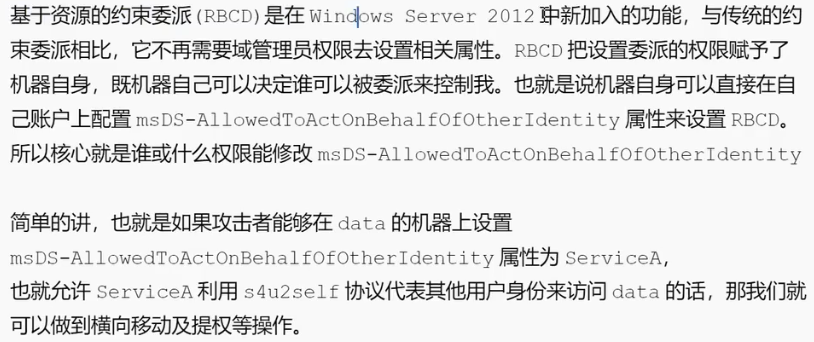 基于资源的约束委派(RBCD)是在 Windows Server 2012 中新加入的功能，与传统的约
束委派相比，它不再需要域管理员权限去设置相关属性。RBCD 把设置委派的权限赋予了
机器自身，既机器自己可以决定谁可以被委派来控制我。也就是说机器自身可以直接在自
己账户上配置 msDS-AllowedToActOnBehalfOfOtherIdentity 属性来设置 RBCD。
所以核心就是谁或什么权限能修改 msDS-AllowedToActOnBehalfOfOtherIdentity
简单的讲，也就是如果攻击者能够在 data 的机器上设置
msDS-AllowedToActOnBehalfOfOtherIdentity 属性为 ServiceA，
也就允许 ServiceA 利用 s4u2self 协议代表其他用户身份来访问 data 的话，那我们就
可以做到横向移动及提权等操作。